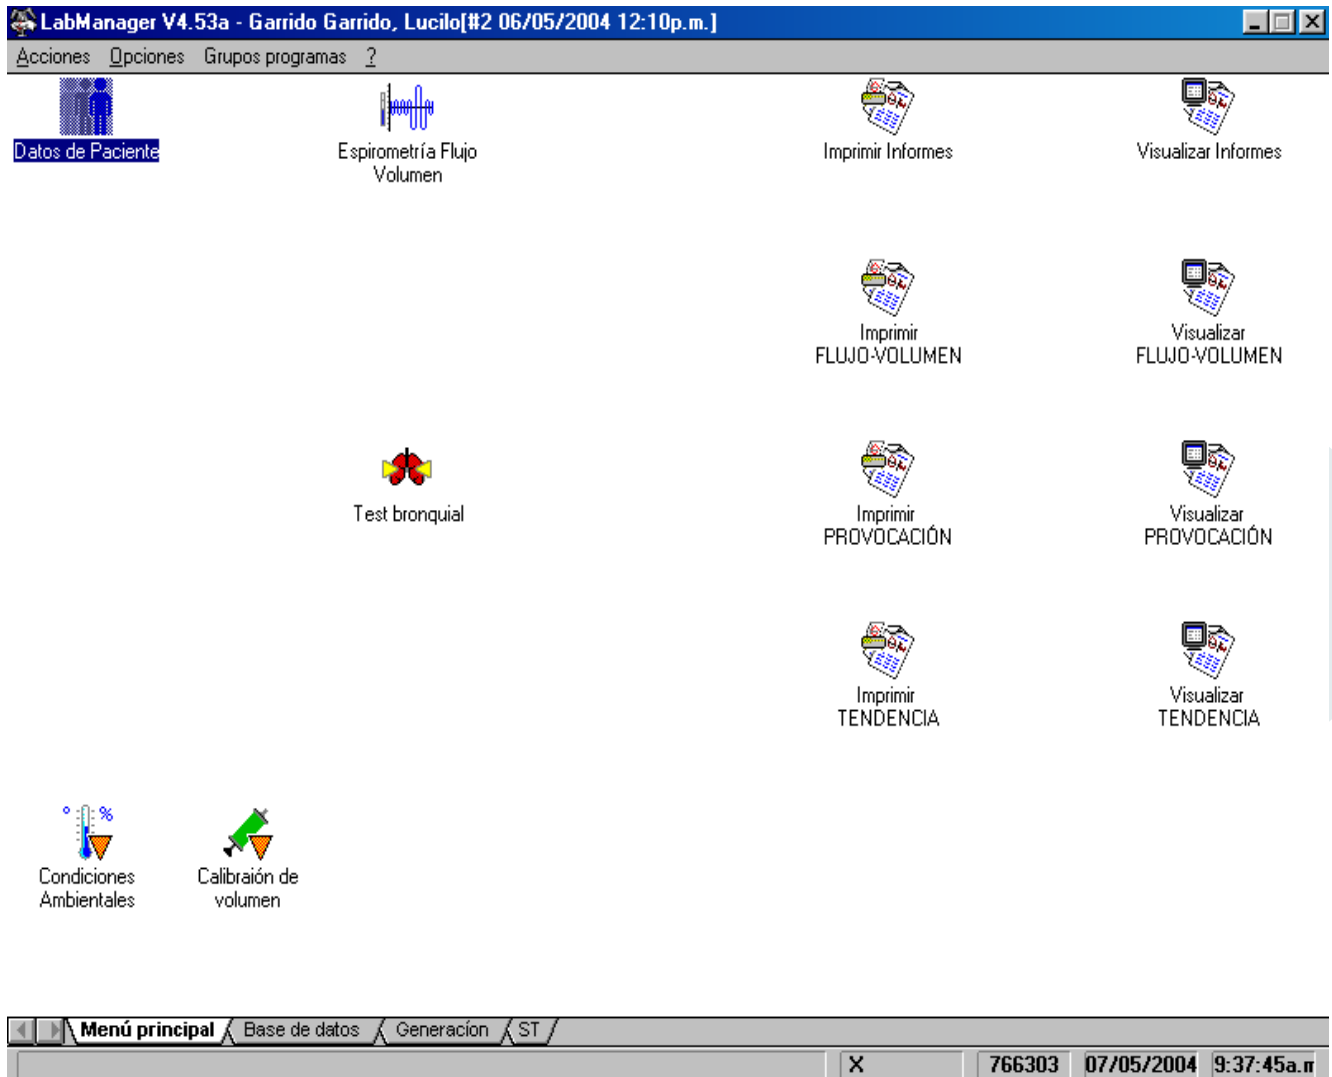 LabManager V4.53a - Garrido Garrido, Lucilo[#2 06/05/2004 12:10p.m.]
Acciones Opciones Grupos programas ?
Datos de Paciente
Espirometría Flujo
Volumen
Imprimir Informes
Visualizar Informes
Imprimir
FLUJO-VOLUMEN
Visualizar
FLUJO-VOLUMEN
Test bronquial
Imprimir
PROVOCACIÓN
Visualizar
PROVOCACIÓN
Imprimir
TENDENCIA
Visualizar
TENDENCIA
° %
Condiciones
Ambientales
Calibraión de
volumen
Menú principal Base de datos Generacíon ST
X 766303 07/05/2004 9:37:45a.m